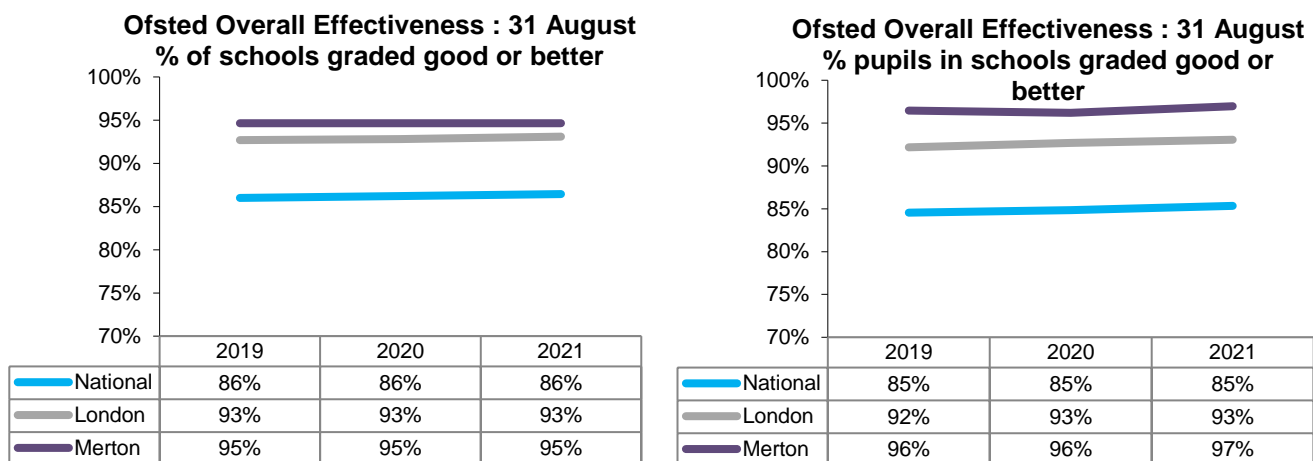 Ofsted Overall Effectiveness : 31 August
% of schools graded good or better
100%
95%
90%
85%
80%
75%
70%
2019 2020 2021
National 86% 86% 86%
London 93% 93% 93%
Merton 95% 95% 95%
Ofsted Overall Effectiveness : 31 August
% pupils in schools graded good or
better
100%
95%
90%
85%
80%
75%
70%
2019 2020 2021
National 85% 85% 85%
London 92% 93% 93%
Merton 96% 96% 97%